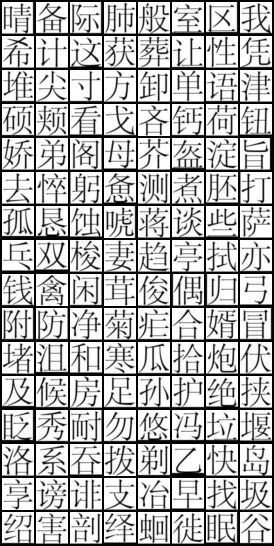 晴备际肺般室区我
希计这获葬让性凭
堆尖寸方卸单语津
硕颊看戈吝钙荷钮
娇弟阁母芥盔淀旨
去悴躬惫测煮胚打
孤恳蚀唬蒋谈些萨
乓双梭妻趋亭拭亦
钱禽闲茸俊偶归弓
附防净菊疟合婿冒
堵泪和寒瓜拾炮伏
及候房足孙护绝挟
眨秀耐勿悠冯垃堰
洛系吞拨剃乙快岛
享谤诽支冶早找圾
绍害剖绎蛔徙眠谷